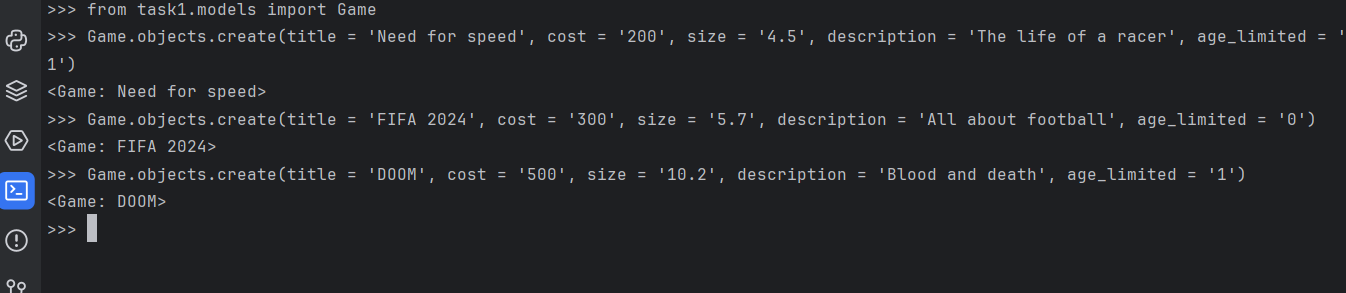 >>> from task1.models import Game
>>> Game.objects.create(title = 'Need for speed', cost = '200', size = '4.5', description = 'The life of a racer', age_limited = '
1')
<Game: Need for speed>
>>> Game.objects.create(title = 'FIFA 2024', cost = '300', size = '5.7', description = 'All about football', age_limited = '0')
<Game: FIFA 2024>
>>> Game.objects.create(title = 'DOOM', cost = '500', size = '10.2', description = 'Blood and death', age_limited = '1')
<Game: DOOM>
>>>